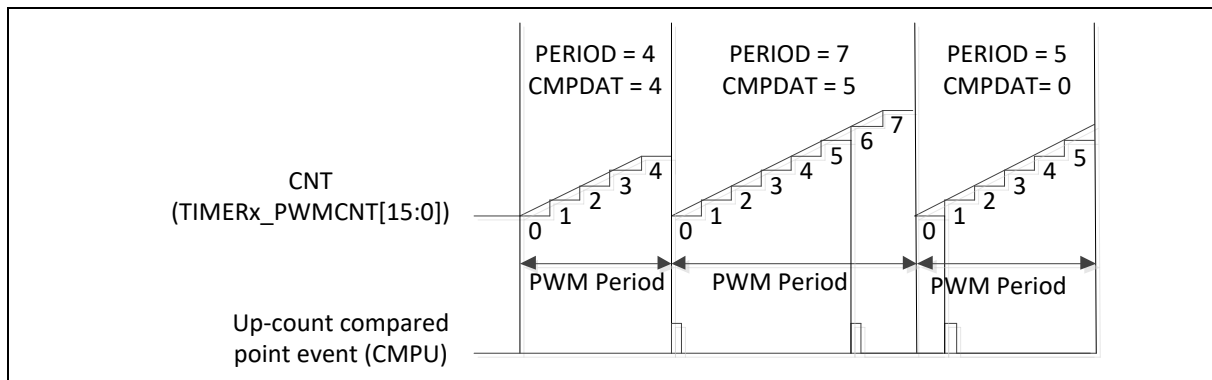 PERIOD = 4
CMPDAT = 4
PERIOD = 7
CMPDAT = 5
PERIOD = 5
CMPDAT= 0
CNT
(TIMERx_PWMCNT[15:0])
0
1
2
3
4
0
1
2
3
4
5
6
7
0
1
2
3
4
5
PWM Period
PWM Period
PWM Period
Up-count compared
point event (CMPU)